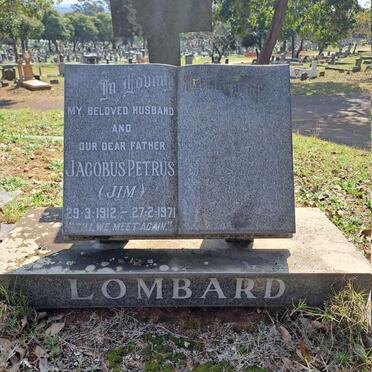 In Loving
MY BELOVED HUSBAND
AND
OUR DEAR FATHER
JACOBUS PETRUS
(JIM)
29-3-1912 – 27-2-1971
WE MEET AGAIN"
LOMBARD